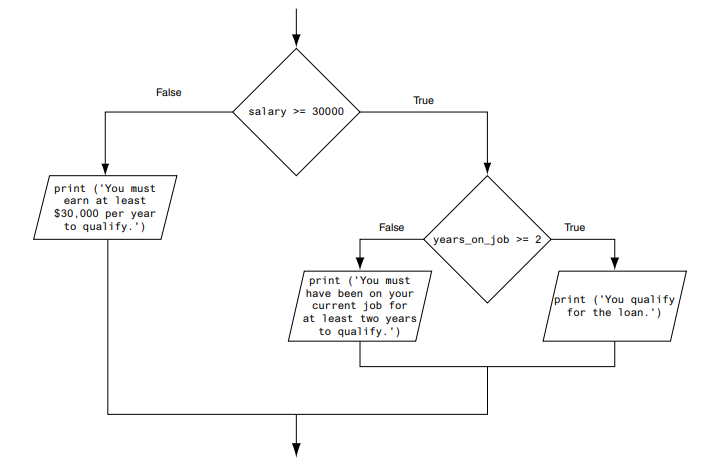 False
True
salary >= 30000
print ('You must
earn at least
$30,000 per year
to qualify.')
False
True
years_on_job >= 2
print ('You must
have been on your
current job for
at least two years
to qualify.')
print ('You qualify
for the loan.')